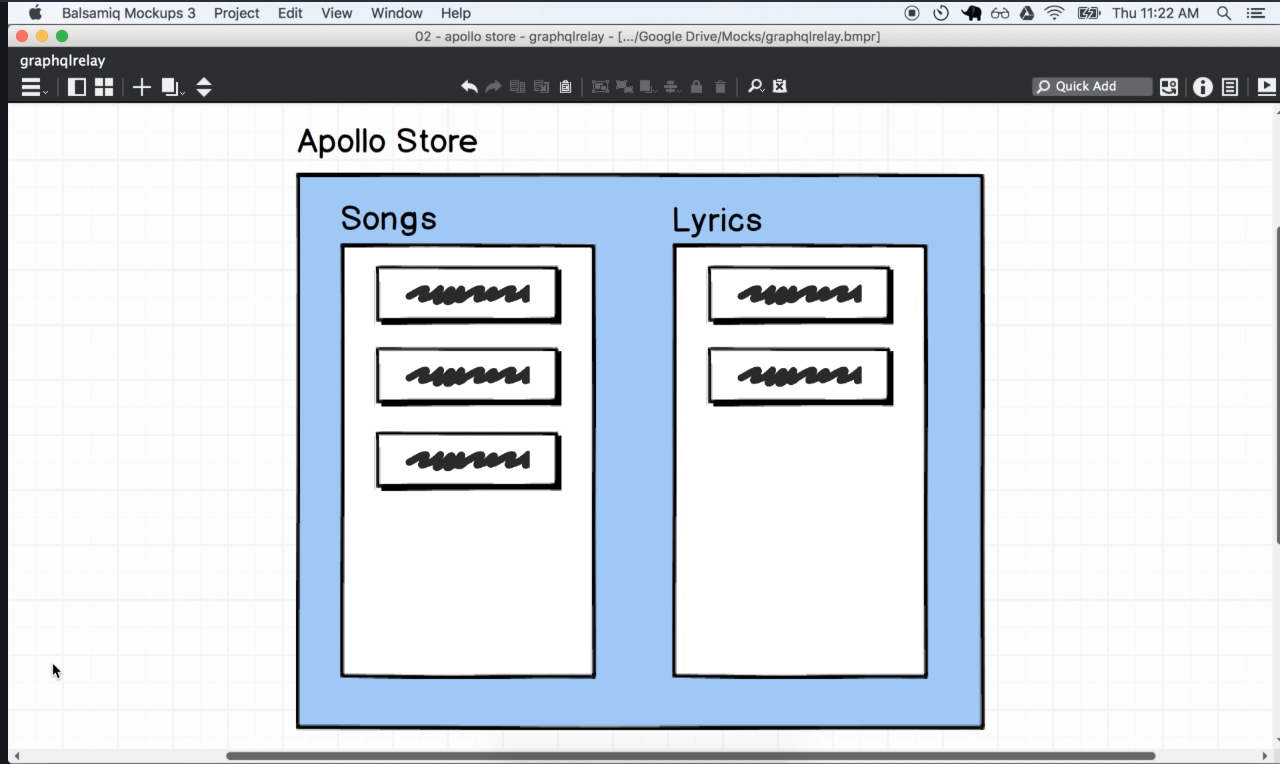 Balsamiq Mockups 3 Project Edit View Window Help Thu 11:22 AM
02 - apollo store - graphqlrelay - [.../Google Drive/Mocks/graphqlrelay.bmpr]
graphqlrelay
Quick Add
Apollo Store
Songs Lyrics